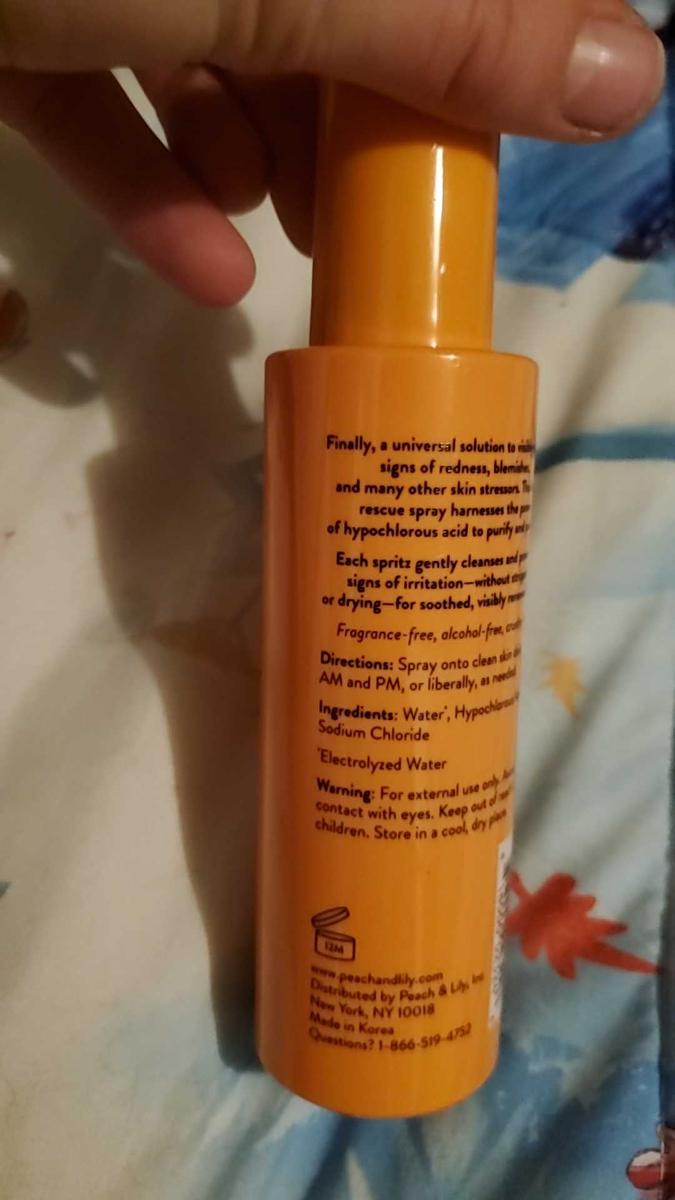 Finally, a universal solution to
signs of redness, blemishes,
and many other skin stressors.
rescue spray harnesses the
of hypochlorous acid to purify
Each spritz gently cleanses and
signs of irritation—without
or drying—for soothed, visibly
Fragrance-free, alcohol-free,
Directions: Spray onto clean skin
AM and PM, or liberally, as needed
Ingredients: Water*, Hypochlorous
Sodium Chloride
*Electrolyzed Water
Warning: For external use only.
contact with eyes. Keep out of
children. Store in a cool, dry place
12M
www.peachandlily.com
Distributed by Peach & Lily, Inc
New York, NY 10018
Made in Korea
Questions? 1-866-519-4752